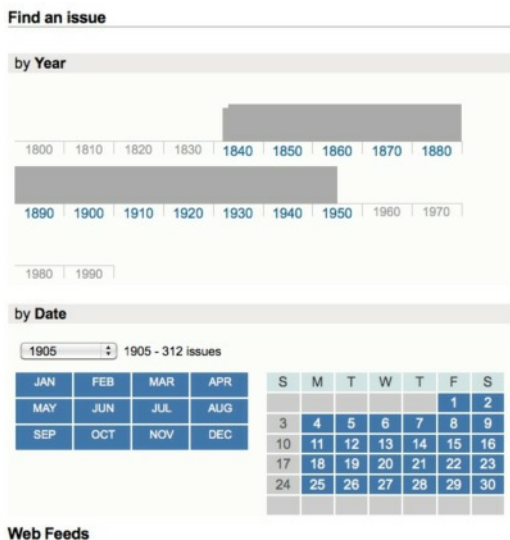 Find an issue
by Year
1800 1810 1820 1830 1840 1850 1860 1870 1880
1890 1900 1910 1920 1930 1940 1950 1960 1970
1980 1990
by Date
1905 1905 - 312 issues
JAN FEB MAR APR
MAY JUN JUL AUG
SEP OCT NOV DEC
S M T W T F S
1 2
3 4 5 6 7 8 9
10 11 12 13 14 15 16
17 18 19 20 21 22 23
24 25 26 27 28 29 30
Web Feeds